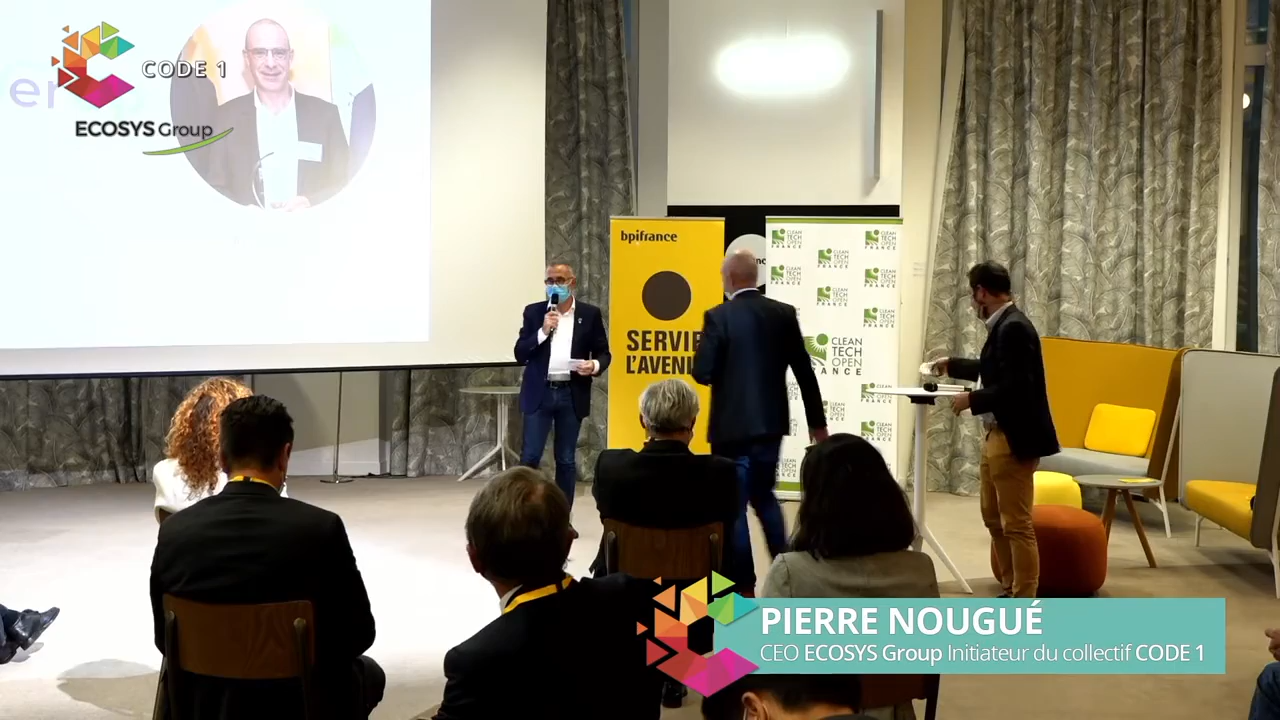 er
CODE 1
ECOSYS Group
bpifrance
SERVIR
L'AVENIR
CLEAN
TECH
OPEN
FRANCE
PIERRE NOUGUÉ
CEO ECOSYS Group Initiateur du collectif CODE 1